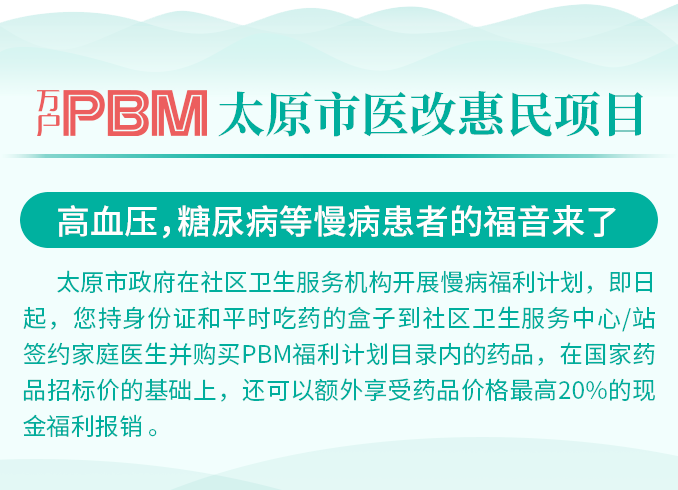 万户PBM 太原市医改惠民项目
高血压，糖尿病等慢病患者的福音来了
太原市政府在社区卫生服务机构开展慢病福利计划，即日
起，您持身份证和平时吃药的盒子到社区卫生服务中心/站
签约家庭医生并购买PBM福利计划目录内的药品，在国家药
品招标价的基础上，还可以额外享受药品价格最高20%的现
金福利报销。